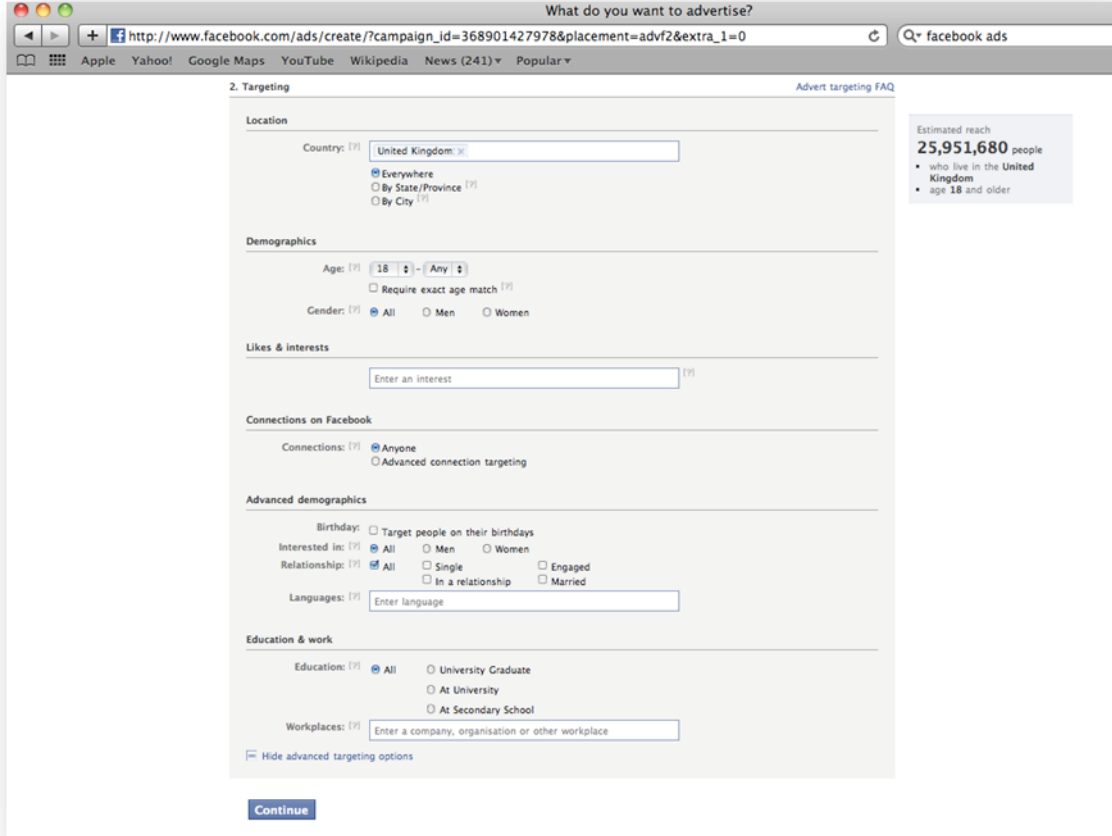 What do you want to advertise?
http://www.facebook.com/ads/create/?campaign_id=368901427978&placement=advf2&extra_1=0
facebook ads
Apple Yahoo! Google Maps YouTube Wikipedia News (241) Popular
2. Targeting Advert targeting FAQ
Location
Country: [?] United Kingdom ×
Everywhere
By State/Province [?]
By City [?]
Estimated reach
25,951,680 people
who live in the United
Kingdom
age 18 and older
Demographics
Age: [?] 18 - Any
Require exact age match [?]
Gender: [?] All Men Women
Likes & interests
Enter an interest [?]
Connections on Facebook
Connections: [?] Anyone
Advanced connection targeting
Advanced demographics
Birthday: Target people on their birthdays
Interested in: [?] All Men Women
Relationship: [?] All Single Engaged
In a relationship Married
Languages: [?] Enter language
Education & work
Education: [?] All University Graduate
At University
At Secondary School
Workplaces: [?] Enter a company, organisation or other workplace
Hide advanced targeting options
Continue